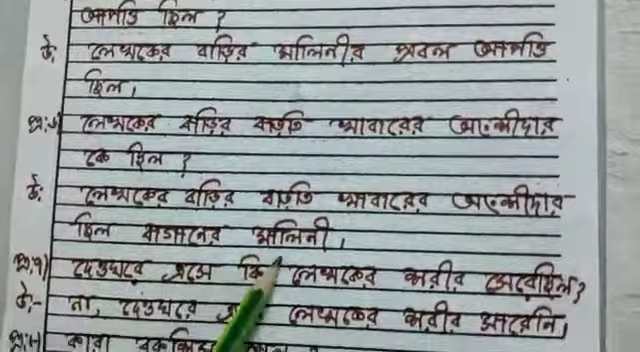 আপত্তি ছিল ?
উ: লেখকের বাড়ির মালিনীর প্রবল আপত্তি
ছিল।
প্র:৬) লেখকের বাড়ির বাড়তি খাবারের অংশীদার
কে ছিল ?
উ: লেখকের বাড়ির বাড়তি খাবারের অংশীদার
ছিল বাগানের মালিনী।
প্র:৭) দেওঘরে এসে কি লেখকের শরীর সেরেছিল?
উ:- না, দেওঘরে লেখকের শরীর সারেনি।
প্র:৮) কারা